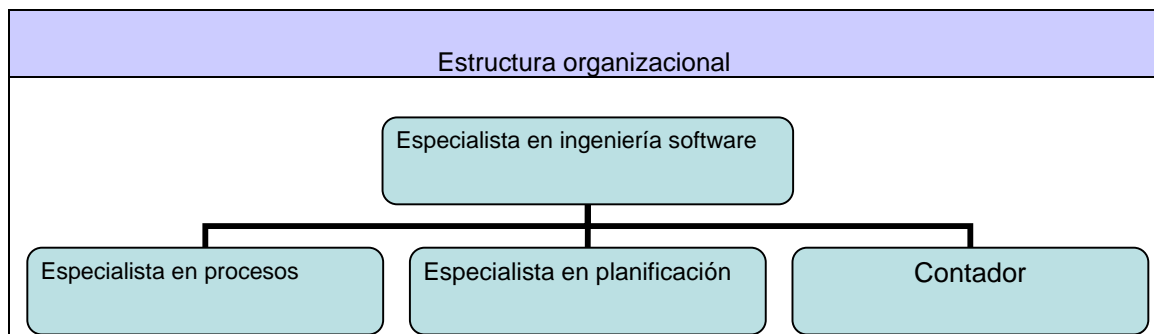 Estructura organizacional
Especialista en ingeniería software
Especialista en procesos
Especialista en planificación
Contador